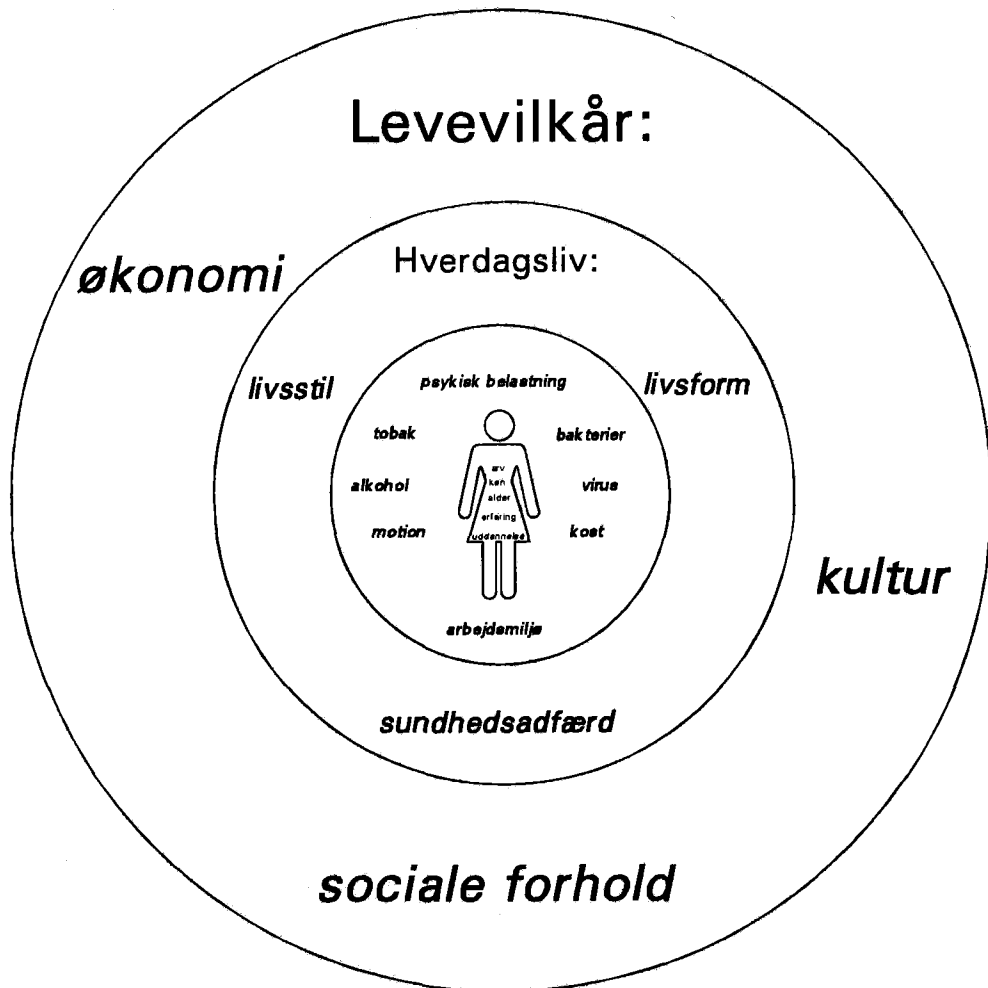 Levevilkår:
økonomi
Hverdagsliv:
livsstil
livsform
psykisk belastning
tobak
bakterier
arv
køn
alkohol
virus
alder
erfaring
motion
uddannelse
kost
kultur
arbejdsmiljø
sundhedsadfærd
sociale forhold